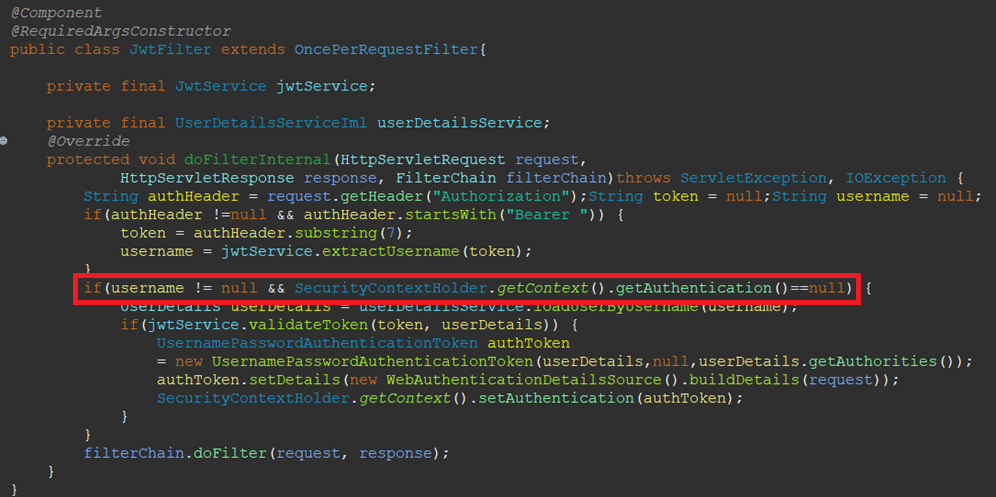 @Component
@RequiredArgsConstructor
public class JwtFilter extends OncePerRequestFilter{
private final JwtService jwtService;
private final UserDetailsServiceIml userDetailsService;
@Override
protected void doFilterInternal(HttpServletRequest request,
HttpServletResponse response, FilterChain filterChain)throws ServletException, IOException {
String authHeader = request.getHeader("Authorization");String token = null;String username = null;
if(authHeader !=null && authHeader.startsWith("Bearer ")) {
token = authHeader.substring(7);
username = jwtService.extractUsername(token);
}
if(username != null && SecurityContextHolder.getContext().getAuthentication()==null) {
UserDetails userDetails = userDetailsService.loadUserByUsername(username);
if(jwtService.validateToken(token, userDetails)) {
UsernamePasswordAuthenticationToken authToken
= new UsernamePasswordAuthenticationToken(userDetails,null,userDetails.getAuthorities());
authToken.setDetails(new WebAuthenticationDetailsSource().buildDetails(request));
SecurityContextHolder.getContext().setAuthentication(authToken);
}
}
filterChain.doFilter(request, response);
}
}